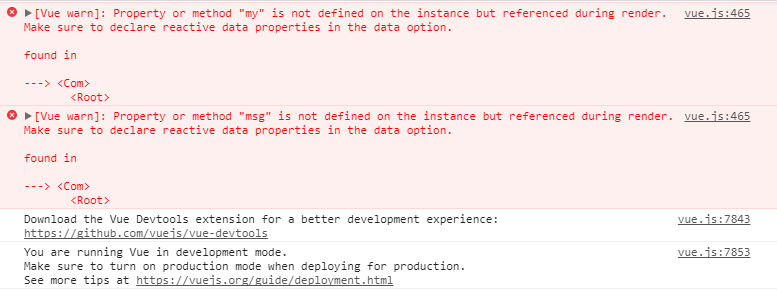 [Vue warn]: Property or method "my" is not defined on the instance but referenced during render. vue.js:465
Make sure to declare reactive data properties in the data option.
found in
---> <Com>
<Root>
[Vue warn]: Property or method "msg" is not defined on the instance but referenced during render. vue.js:465
Make sure to declare reactive data properties in the data option.
found in
---> <Com>
<Root>
Download the Vue Devtools extension for a better development experience: vue.js:7843
https://github.com/vuejs/vue-devtools
You are running Vue in development mode. vue.js:7853
Make sure to turn on production mode when deploying for production.
See more tips at https://vuejs.org/guide/deployment.html